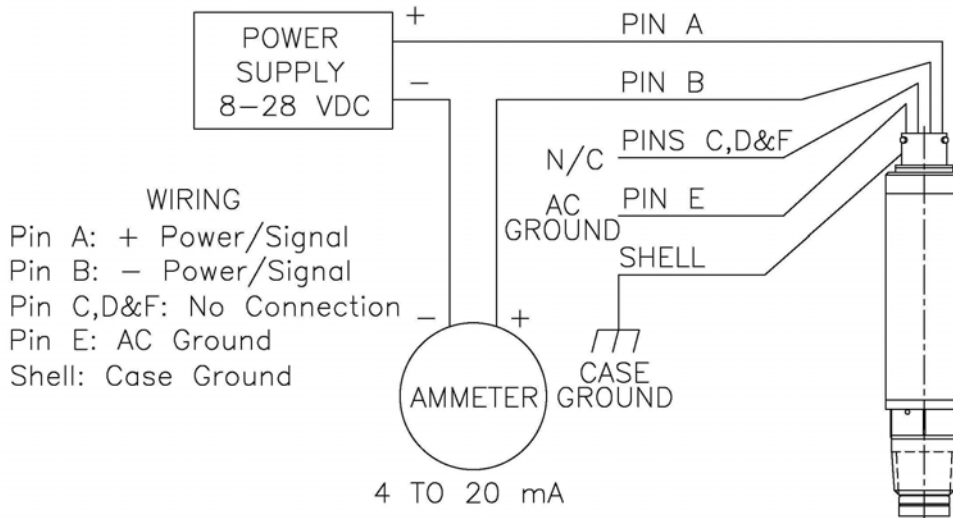 POWER
SUPPLY
8-28 VDC
+
-
PIN A
PIN B
PINS C,D&F
N/C
PIN E
AC
GROUND
SHELL
CASE
GROUND
WIRING
Pin A: + Power/Signal
Pin B: - Power/Signal
Pin C,D&F: No Connection
Pin E: AC Ground
Shell: Case Ground
-
+
AMMETER
4 TO 20 mA